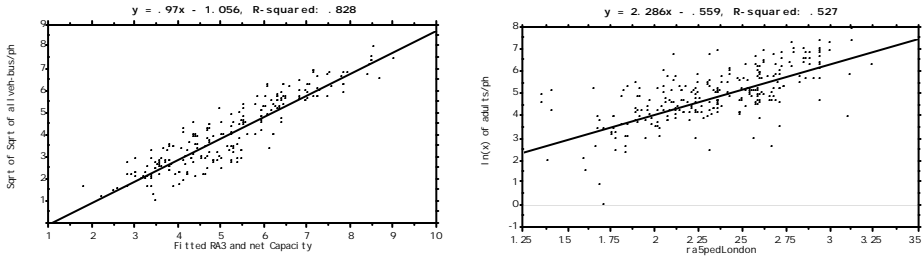 y = .97x - 1.056, R-squared: .828
9
8
7
6
5
4
3
2
1
Sqrt of Sqrt of all veh-bus/ph
1 2 3 4 5 6 7 8 9 10
Fitted RA3 and net Capacity
y = 2.286x - .559, R-squared: .527
8
7
6
5
4
3
2
1
0
-1
ln(x) of adults/ph
1.25 1.5 1.75 2 2.25 2.5 2.75 3 3.25 3.5
ra5pedLondon